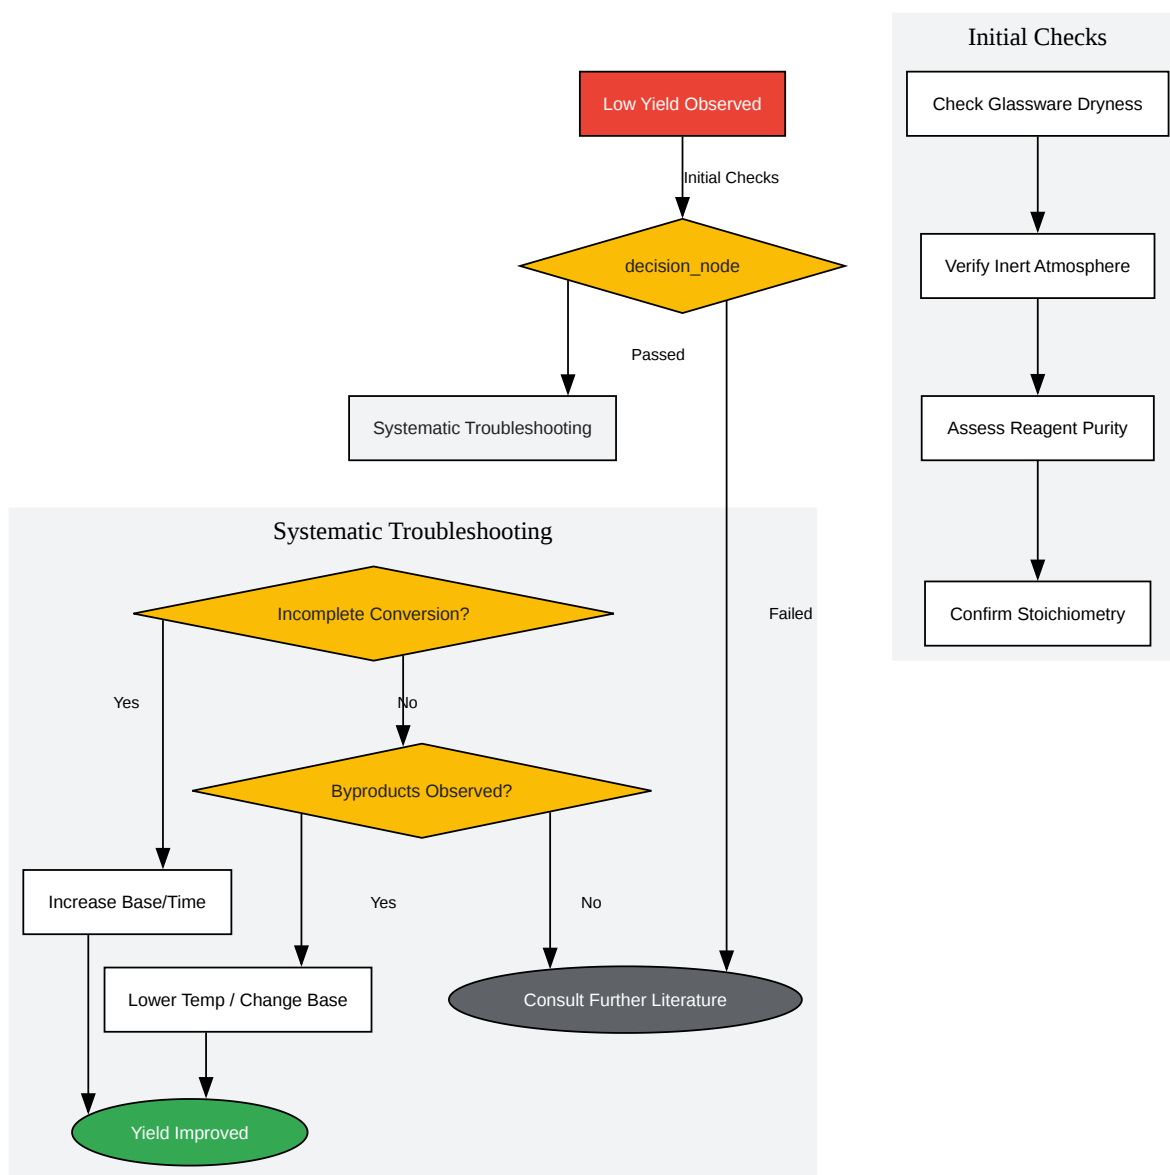 Initial Checks
Low Yield Observed
Check Glassware Dryness
Initial Checks
decision_node
Verify Inert Atmosphere
Passed
Systematic Troubleshooting
Assess Reagent Purity
Systematic Troubleshooting
Incomplete Conversion?
Failed
Confirm Stoichiometry
Yes
No
Byproducts Observed?
Increase Base/Time
Yes
No
Lower Temp / Change Base
Consult Further Literature
Yield Improved